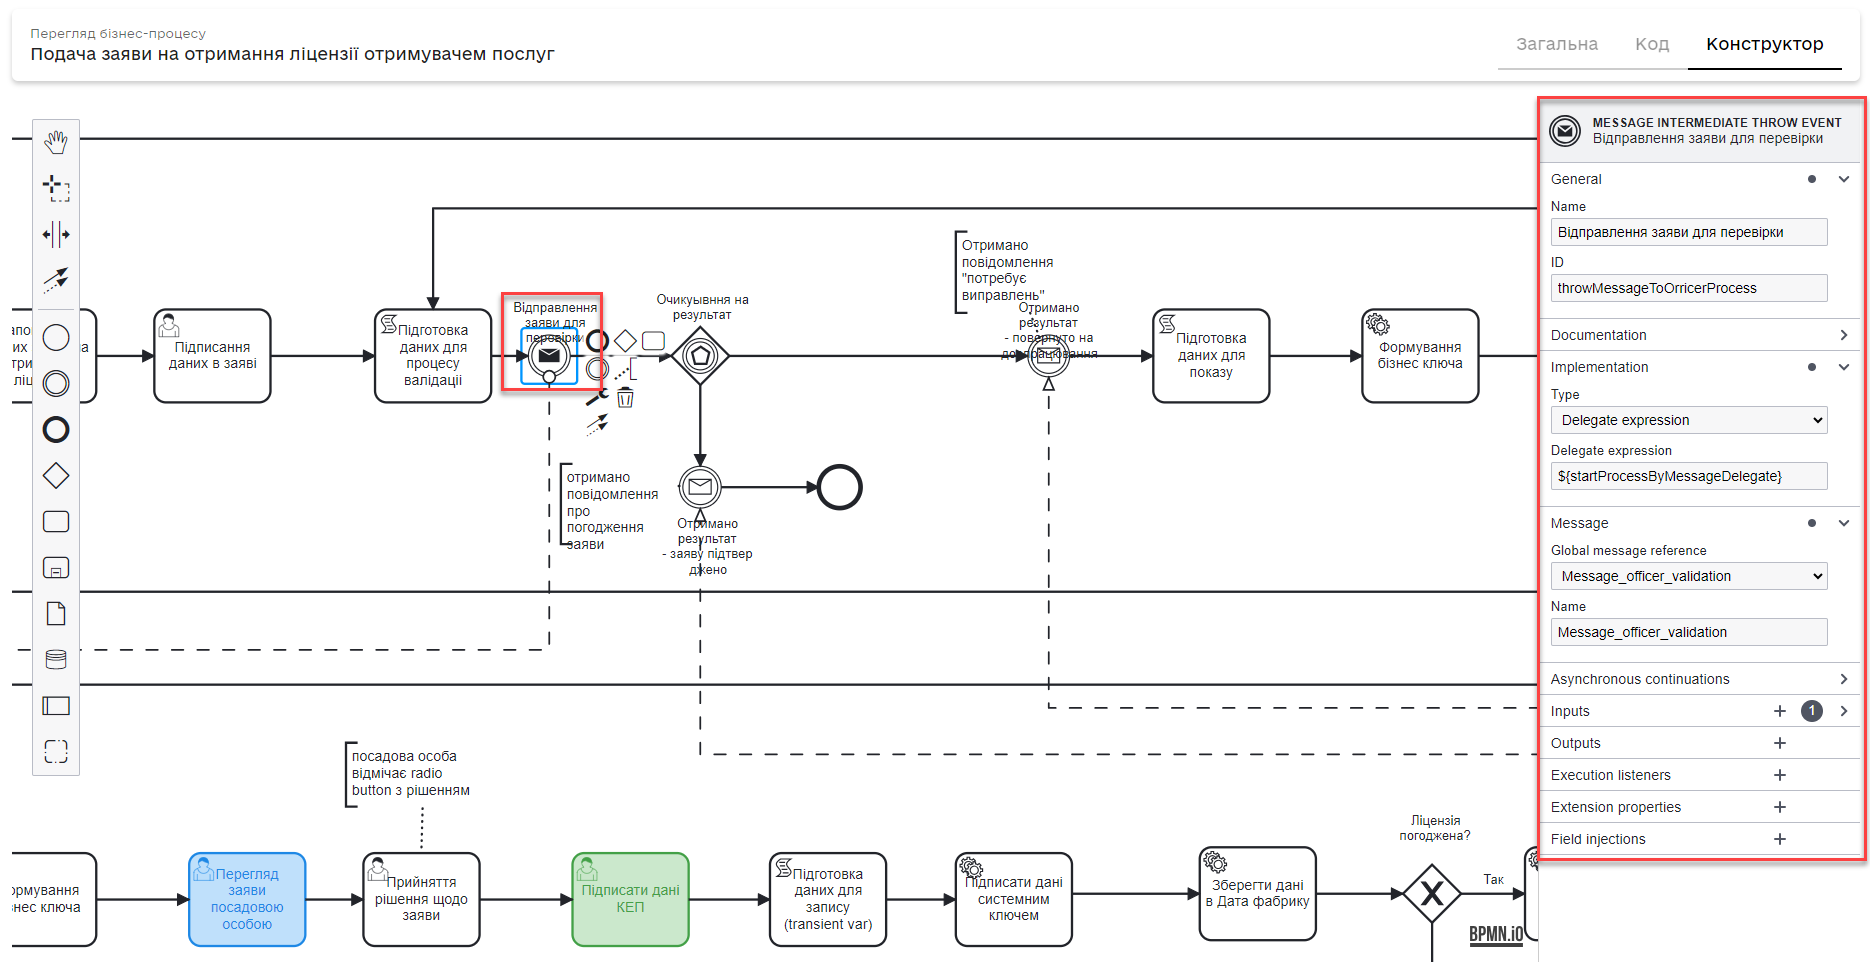 Перегляд бізнес-процесу
Подача заяви на отримання ліцензії отримувачем послуг
Загальна
Код
Конструктор
MESSAGE INTERMEDIATE THROW EVENT
Відправлення заяви для перевірки
General
Name
Відправлення заяви для перевірки
ID
throwMessageToOrricerProcess
Documentation
Implementation
Type
Delegate expression
Delegate expression
${startProcessByMessageDelegate}
Message
Global message reference
Message_officer_validation
Name
Message_officer_validation
Asynchronous continuations
Inputs
1
Outputs
Execution listeners
Extension properties
Field injections
Підписання
даних в заяві
Підготовка
даних для
процесу
валідації
Відправлення
заяви для
перевірки
Очикуывння на
результат
Отримано
повідомлення
"потребує
виправлень"
Отримано
результат
- повернуто на
доопрацювання
Підготовка
даних для
показу
Формування
бізнес ключа
отримано
повідомлення
про
погодження
заяви
Отримано
результат
- заяву підтвер
джено
посадова особа
відмічає radio
button з рішенням
ормування
знес ключа
Перегляд
заяви
посадовою
особою
Прийняття
рішення щодо
заяви
Підписати дані
КЕП
Підготовка
даних для
запису
(transient var)
Підписати дані
системним
ключем
Зберегти дані
в Дата фабрику
Ліцензія
погоджена?
Так
BPMN.iO